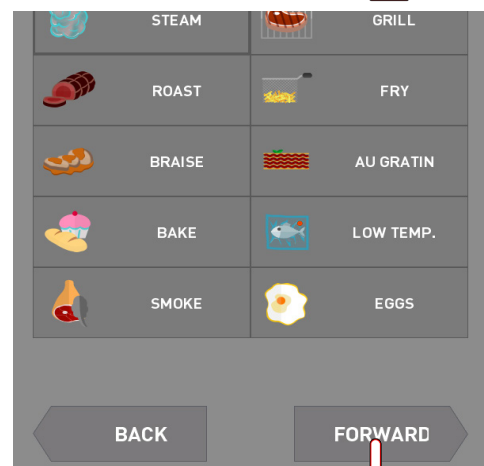 STEAM GRILL
ROAST FRY
BRAISE AU GRATIN
BAKE LOW TEMP.
SMOKE EGGS
BACK FORWARD